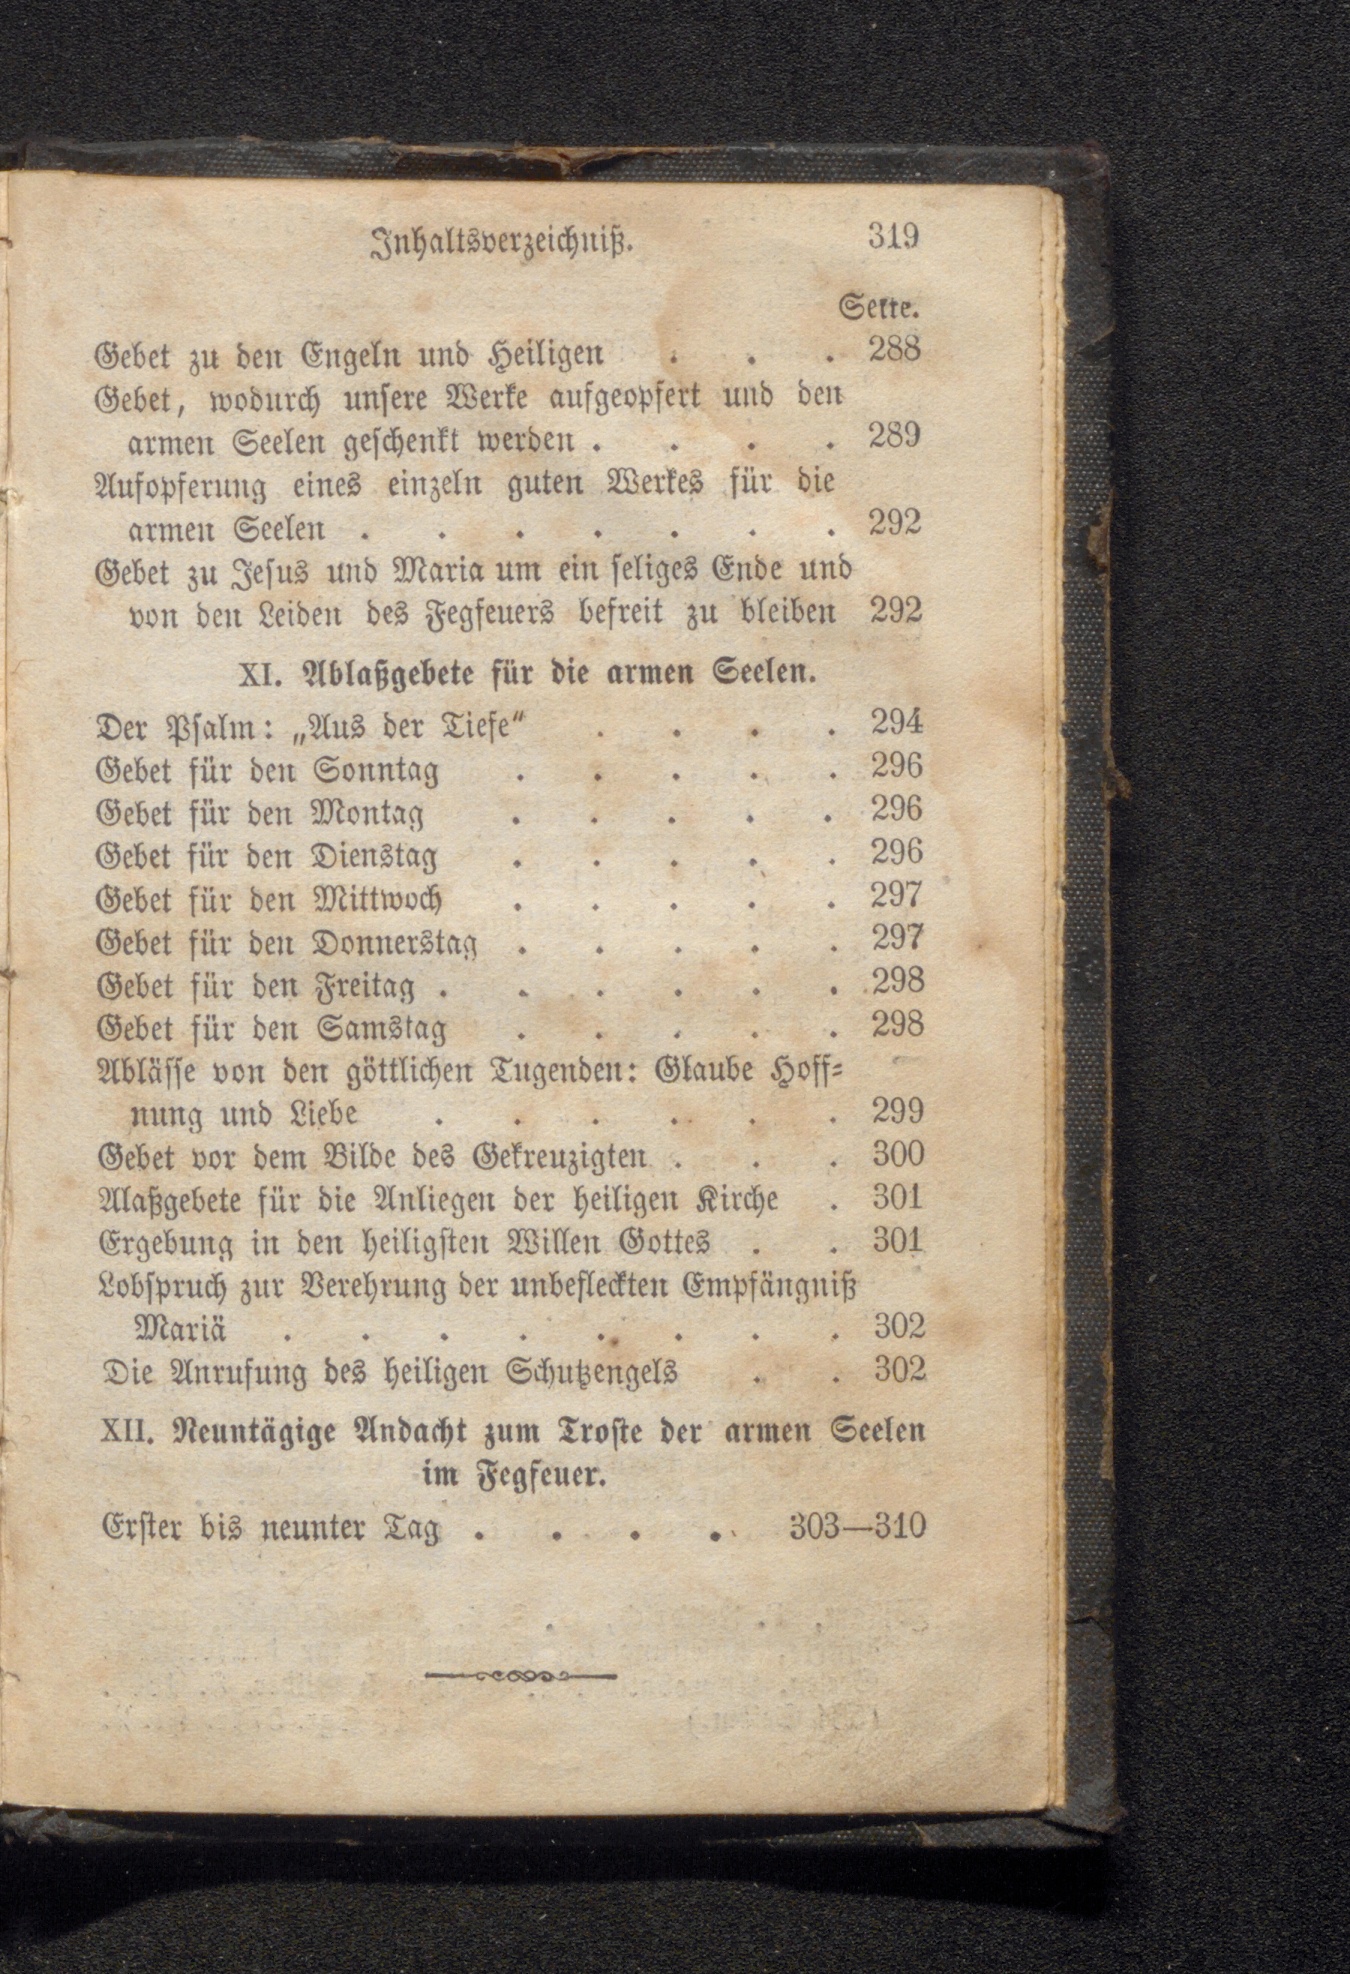 Inhaltsverzeichniß. 319
Seite.
Gebet zu den Engeln und Heiligen . . . 288
Gebet, wodurch unsere Werke aufgeopfert und den
armen Seelen geschenkt werden . . . . 289
Aufopferung eines einzeln guten Werkes für die
armen Seelen . . . . . . . 292
Gebet zu Jesus und Maria um ein seliges Ende und
von den Leiden des Fegfeuers befreit zu bleiben 292
XI. Ablaßgebete für die armen Seelen.
Der Psalm: „Aus der Tiefe“ . . . . 294
Gebet für den Sonntag . . . . . 296
Gebet für den Montag . . . . . 296
Gebet für den Dienstag . . . . . 296
Gebet für den Mittwoch . . . . . 297
Gebet für den Donnerstag . . . . . 297
Gebet für den Freitag . . . . . . 298
Gebet für den Samstag . . . . . 298
Ablässe von den göttlichen Tugenden: Glaube Hoff-
nung und Liebe . . . . . . 299
Gebet vor dem Bilde des Gekreuzigten . . . 300
Alaßgebete für die Anliegen der heiligen Kirche . 301
Ergebung in den heiligsten Willen Gottes . . 301
Lobspruch zur Verehrung der unbefleckten Empfängniß
Mariä . . . . . . . . 302
Die Anrufung des heiligen Schutzengels . . 302
XII. Neuntägige Andacht zum Troste der armen Seelen
im Fegfeuer.
Erster bis neunter Tag . . . . 303—310